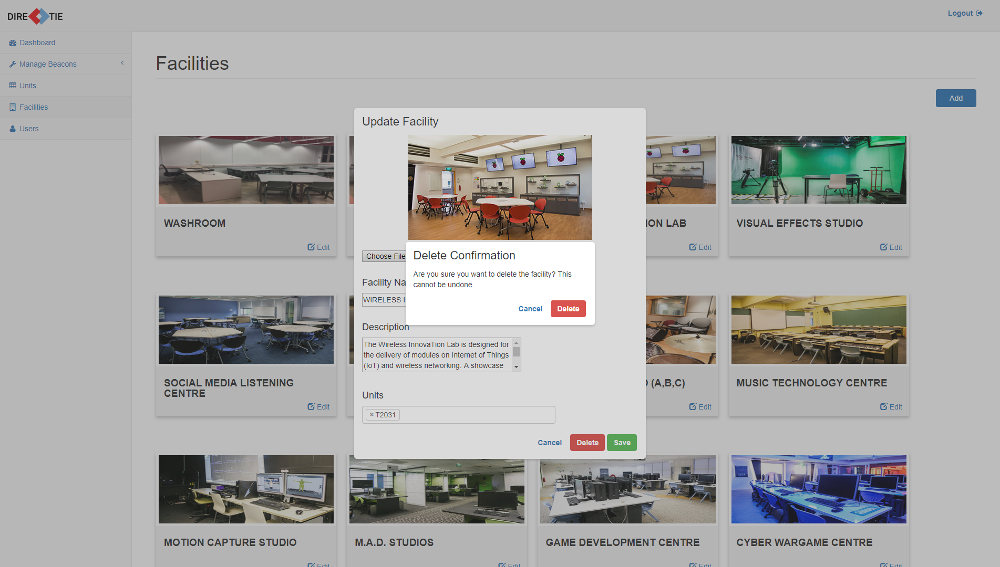 DIRE TIE
Logout
Dashboard
Manage Beacons
Units
Facilities
Users
Facilities
Add
WASHROOM
Edit
ION LAB
Edit
VISUAL EFFECTS STUDIO
Edit
Update Facility
Choose File
Facility Na
WIRELESS I
Delete Confirmation
Are you sure you want to delete the facility? This
cannot be undone.
Cancel
Delete
Description
The Wireless InnovaTion Lab is designed for
the delivery of modules on Internet of Things
(IoT) and wireless networking. A showcase
Units
× T2031
Cancel
Delete
Save
SOCIAL MEDIA LISTENING
CENTRE
Edit
(A,B,C)
Edit
MUSIC TECHNOLOGY CENTRE
Edit
MOTION CAPTURE STUDIO
Edit
M.A.D. STUDIOS
Edit
GAME DEVELOPMENT CENTRE
Edit
CYBER WARGAME CENTRE
Edit